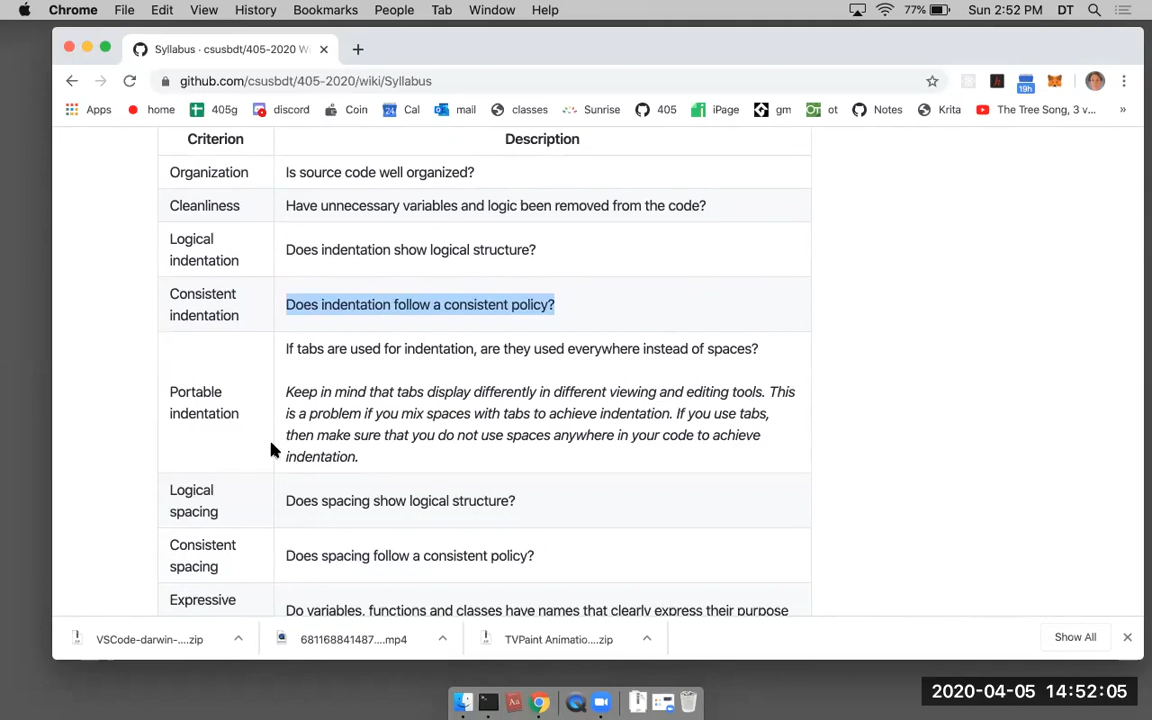 Chrome File Edit View History Bookmarks People Tab Window Help 77% Sun 2:52 PM DT
Syllabus · csusbdt/405-2020 W
github.com/csusbdt/405-2020/wiki/Syllabus
19h
Apps home 405g discord Coin 24 Cal mail classes Sunrise 405 iPage gm OT ot Notes Krita The Tree Song, 3 v... »
Criterion Description
Organization Is source code well organized?
Cleanliness Have unnecessary variables and logic been removed from the code?
Logical
indentation
Does indentation show logical structure?
Consistent
indentation
Does indentation follow a consistent policy?
Portable
indentation
If tabs are used for indentation, are they used everywhere instead of spaces?
Keep in mind that tabs display differently in different viewing and editing tools. This
is a problem if you mix spaces with tabs to achieve indentation. If you use tabs,
then make sure that you do not use spaces anywhere in your code to achieve
indentation.
Logical
spacing
Does spacing show logical structure?
Consistent
spacing
Does spacing follow a consistent policy?
Expressive
Do variables, functions and classes have names that clearly express their purpose
VSCode-darwin-....zip 681168841487....mp4 TVPaint Animatio....zip Show All
2020-04-05 14:52:05